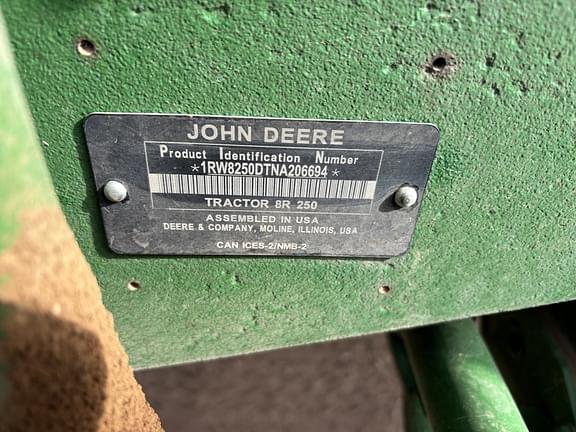 JOHN DEERE
Product Identification Number
*1RW8250DTNA206694*
TRACTOR 8R 250
ASSEMBLED IN USA
DEERE & COMPANY, MOLINE, ILLINOIS, USA
CAN ICES-2/NMB-2